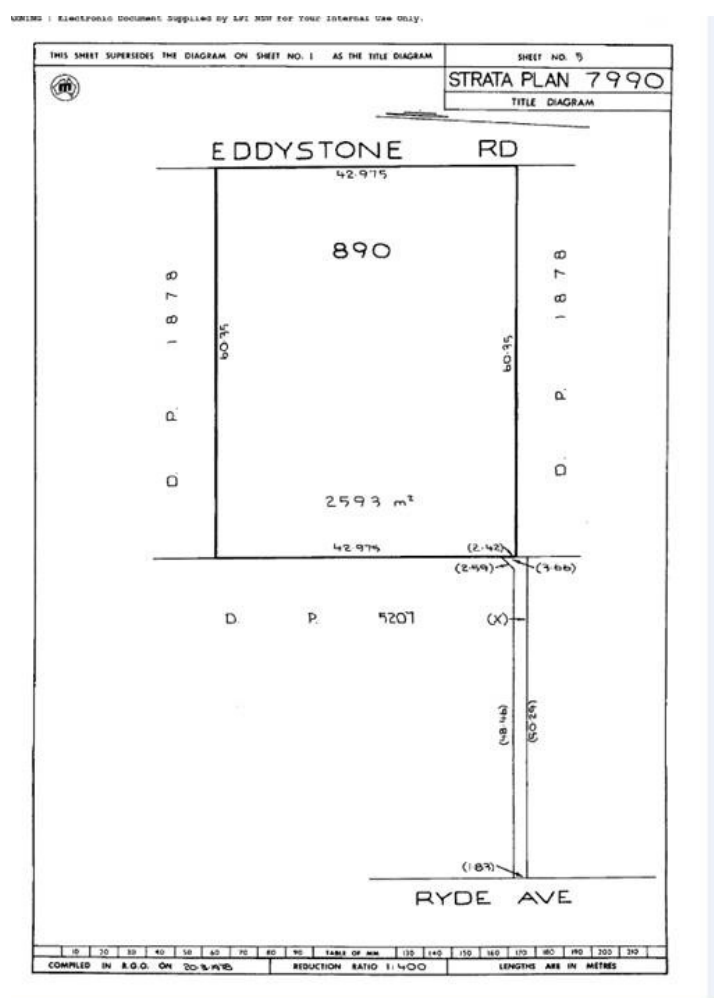 | Electronic Document Supplied by LPI NSW for Your Internal Use Only.
THIS SHEET SUPERSEDES THE DIAGRAM ON SHEET NO. 1 AS THE TITLE DIAGRAM
SHEET NO. 5
STRATA PLAN 7990
TITLE DIAGRAM
EDDYSTONE RD
42.975
890
D. P. 1878
60.35
60.35
D. P. 1878
2593 m²
42.975
(2.42)
(2.59)
(3.66)
D. P. 5207
(X)
(48.46)
(50.29)
(1.83)
RYDE AVE
10 20 30 40 50 60 70 80 90 TABLE OF MM 130 140 150 160 170 180 190 200 210
COMPILED IN R.G.O. ON
REDUCTION RATIO 1:400
LENGTHS ARE IN METRES